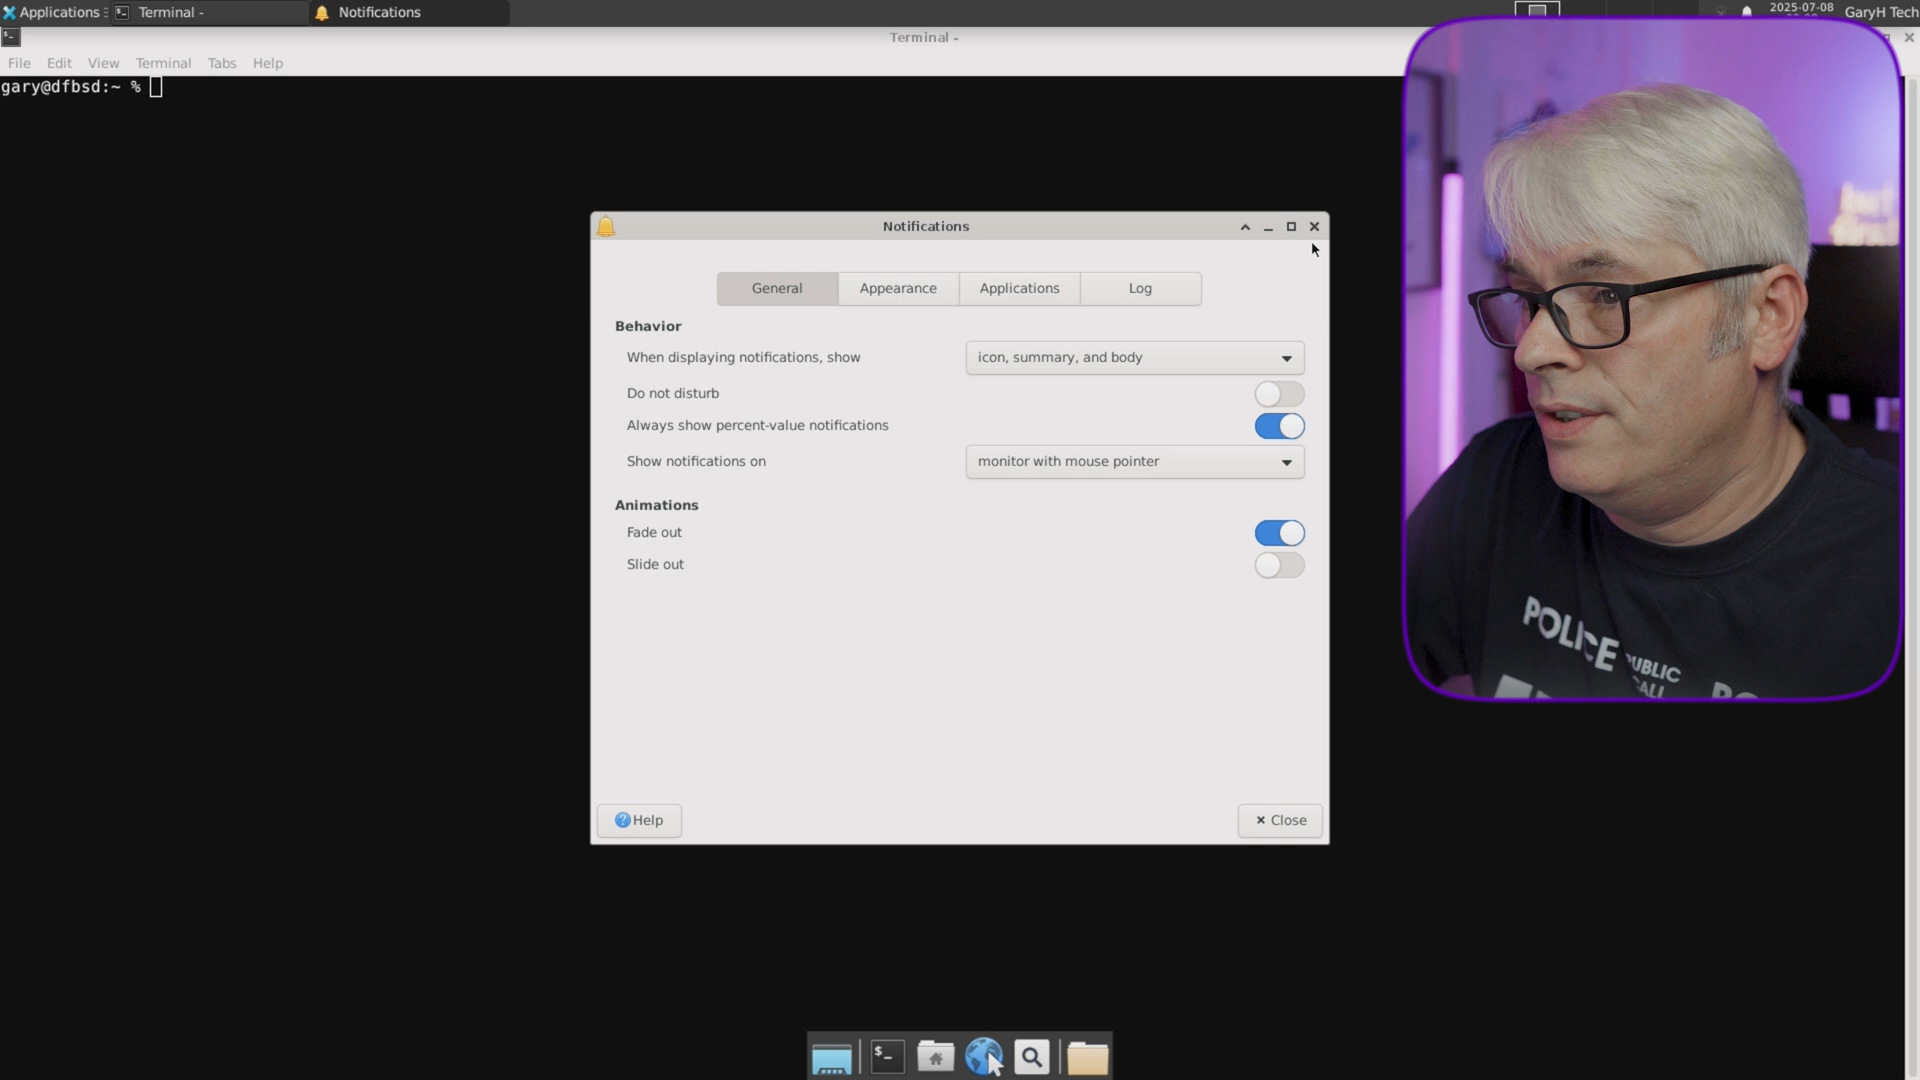 Applications
Terminal -
Notifications
2025-07-08
GaryH Tech
Terminal -
File Edit View Terminal Tabs Help
gary@dfbsd:~ %
Notifications
General
Appearance
Applications
Log
Behavior
When displaying notifications, show
icon, summary, and body
Do not disturb
Always show percent-value notifications
Show notifications on
monitor with mouse pointer
Animations
Fade out
Slide out
Help
Close
POLICE
PUBLIC
CALL
PO
$_